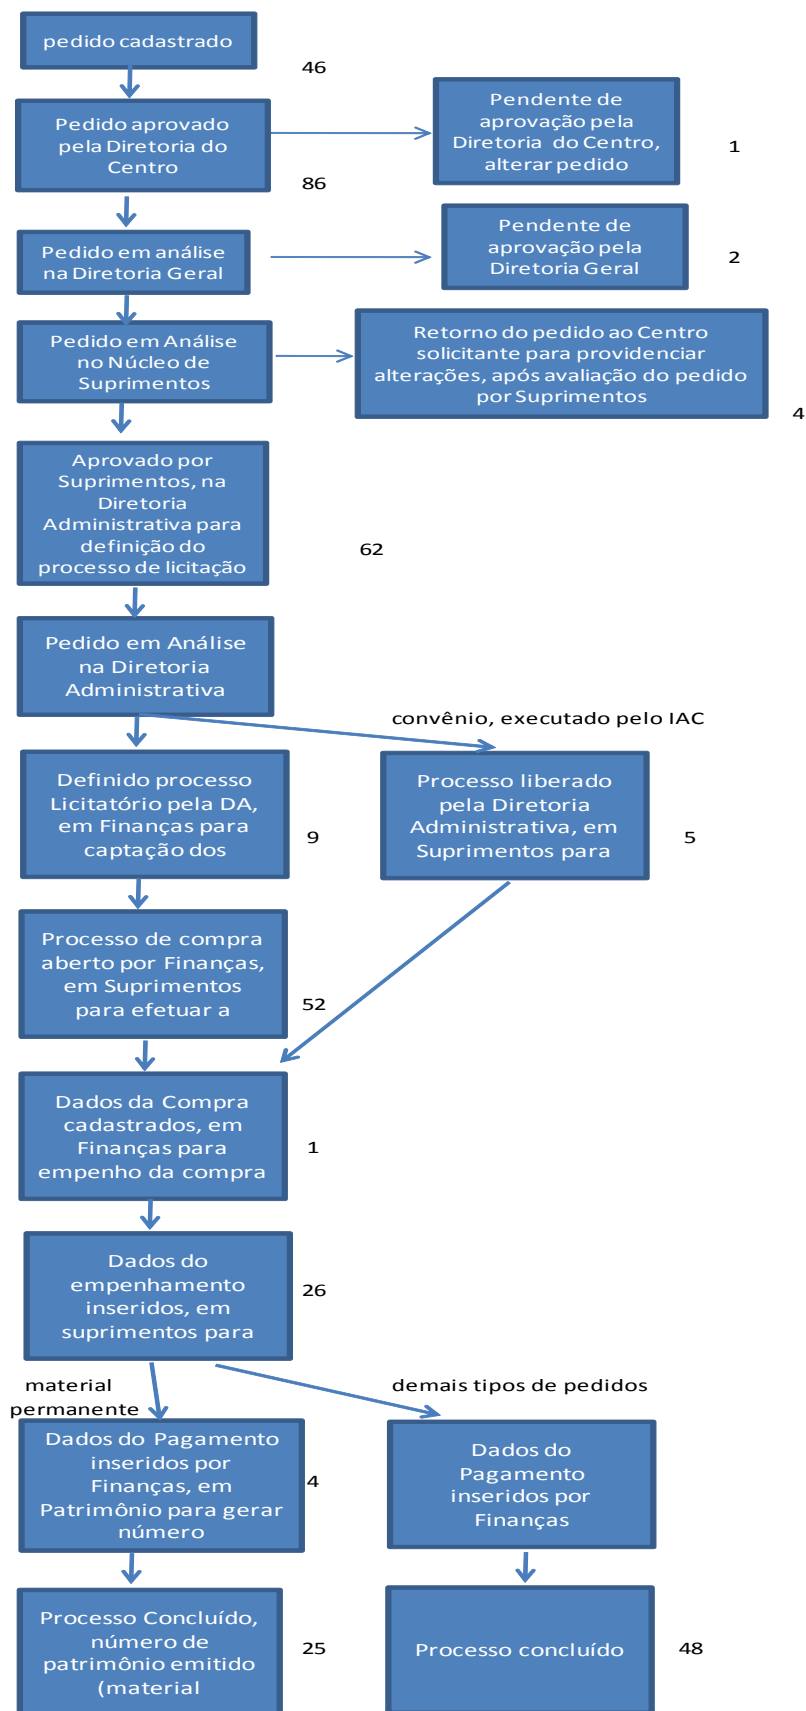 pedido cadastrado
46
Pedido aprovado
pela Diretoria do
Centro
86
Pendente de
aprovação pela
Diretoria do Centro,
alterar pedido
1
Pedido em análise
na Diretoria Geral
Pendente de
aprovação pela
Diretoria Geral
2
Pedido em Análise
no Núcleo de
Suprimentos
Retorno do pedido ao Centro
solicitante para providenciar
alterações, após avaliação do pedido
por Suprimentos
4
Aprovado por
Suprimentos, na
Diretoria
Administrativa para
definição do
processo de licitação
62
Pedido em Análise
na Diretoria
Administrativa
convênio, executado pelo IAC
Definido processo
Licitatório pela DA,
em Finanças para
captação dos
9
Processo liberado
pela Diretoria
Administrativa, em
Suprimentos para
5
Processo de compra
aberto por Finanças,
em Suprimentos
para efetuar a
52
Dados da Compra
cadastrados, em
Finanças para
empenho da compra
1
Dados do
empenhamento
inseridos, em
suprimentos para
26
material
permanente
demais tipos de pedidos
Dados do Pagamento
inseridos por
Finanças, em
Patrimônio para gerar
número
4
Dados do
Pagamento
inseridos por
Finanças
Processo Concluído,
número de
patrimônio emitido
(material
25
Processo concluído
48